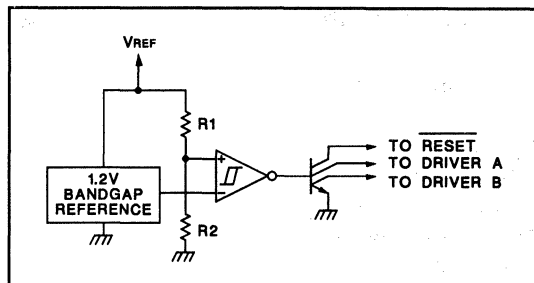 VREF
R1
1.2V
BANDGAP
REFERENCE
+
−
R2
TO RESET
TO DRIVER A
TO DRIVER B